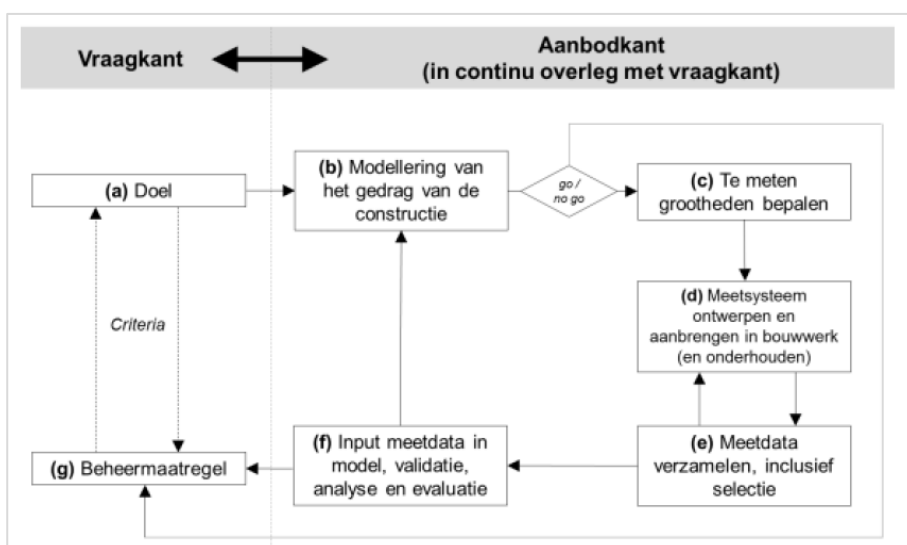 Vraagkant
Aanbodkant
(in continu overleg met vraagkant)
(a) Doel
(b) Modellering van
het gedrag van de
constructie
go /
no go
(c) Te meten
grootheden bepalen
(d) Meetsysteem
ontwerpen en
aanbrengen in bouwwerk
(en onderhouden)
Criteria
(g) Beheermaatregel
(f) Input meetdata in
model, validatie,
analyse en evaluatie
(e) Meetdata
verzamelen, inclusief
selectie